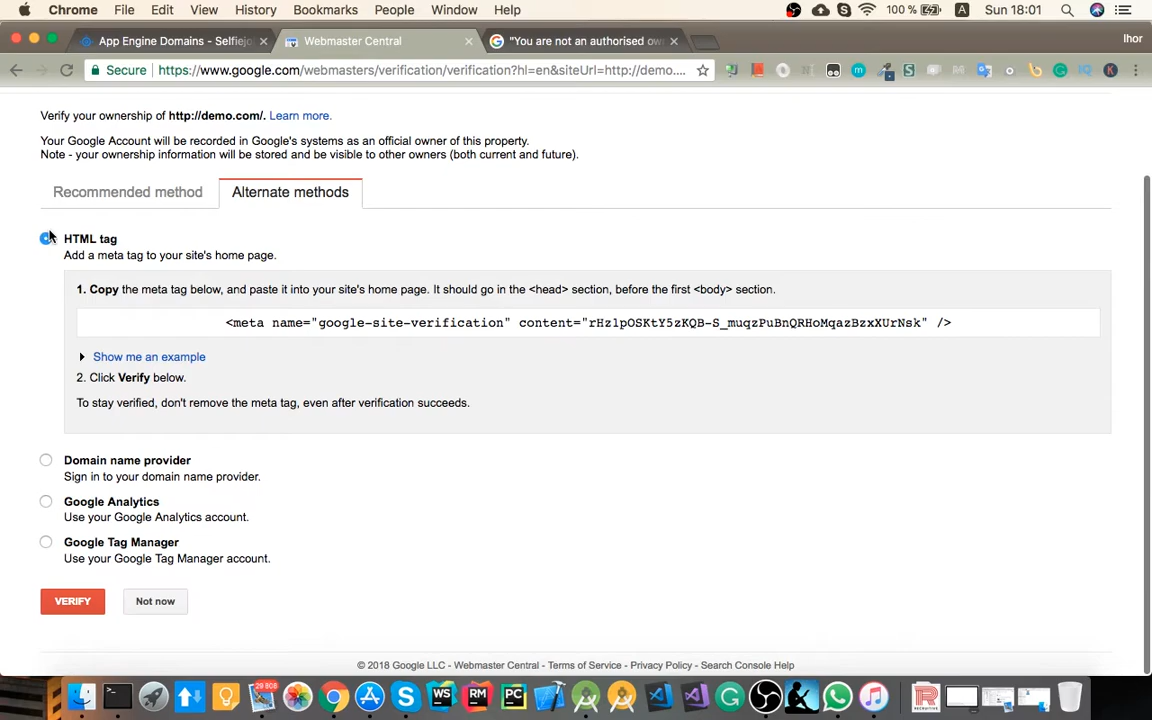 Chrome File Edit View History Bookmarks People Window Help 100 % A Sun 18:01
App Engine Domains - Selfiejo Webmaster Central "You are not an authorised ow Ihor
Secure https://www.google.com/webmasters/verification/verification?hl=en&siteUrl=http://demo....
Verify your ownership of http://demo.com/. Learn more.
Your Google Account will be recorded in Google's systems as an official owner of this property.
Note - your ownership information will be stored and be visible to other owners (both current and future).
Recommended method Alternate methods
HTML tag
Add a meta tag to your site's home page.
1. Copy the meta tag below, and paste it into your site's home page. It should go in the <head> section, before the first <body> section.
<meta name="google-site-verification" content="rHz1pOSKtY5zKQB-S_muqzPuBnQRHoMqazBzxXUrNsk" />
Show me an example
2. Click Verify below.
To stay verified, don't remove the meta tag, even after verification succeeds.
Domain name provider
Sign in to your domain name provider.
Google Analytics
Use your Google Analytics account.
Google Tag Manager
Use your Google Tag Manager account.
VERIFY Not now
© 2018 Google LLC - Webmaster Central - Terms of Service - Privacy Policy - Search Console Help
29 808 WS RM PC